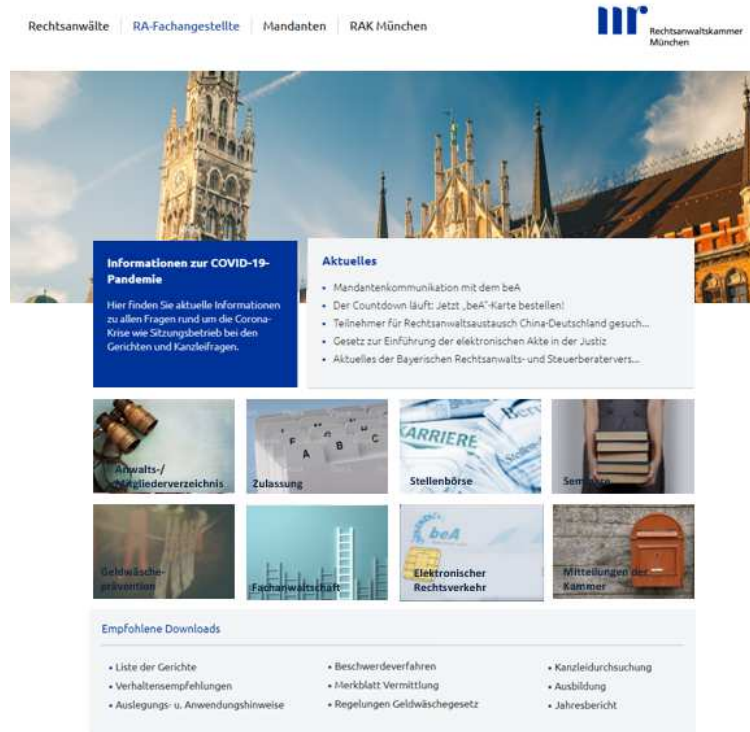 Rechtsanwälte
RA-Fachangestellte
Mandanten
RAK München
Rechtsanwaltskammer
München
Informationen zur COVID-19-
Pandemie
Hier finden Sie aktuelle Informationen
zu allen Fragen rund um die Corona-
Krise wie Sitzungsbetrieb bei den
Gerichten und Kanzleifragen.
Aktuelles
• Mandantenkommunikation mit dem beA
• Der Countdown läuft: Jetzt „beA"-Karte bestellen!
• Teilnehmer für Rechtsanwaltsaustausch China-Deutschland gesuch...
• Gesetz zur Einführung der elektronischen Akte in der Justiz
• Aktuelles der Bayerischen Rechtsanwalts- und Steuerberatervers...
Anwalts-/
Mitgliederverzeichnis
A B C
Zulassung
KARRIERE
Stellenbörse
Seminare
Geldwäsche-
prävention
Fachanwaltschaft
beA
Elektronischer
Rechtsverkehr
Mitteilungen der
Kammer
Empfohlene Downloads
• Liste der Gerichte
• Verhaltensempfehlungen
• Auslegungs- u. Anwendungshinweise
• Beschwerdeverfahren
• Merkblatt Vermittlung
• Regelungen Geldwäschegesetz
• Kanzleidurchsuchung
• Ausbildung
• Jahresbericht